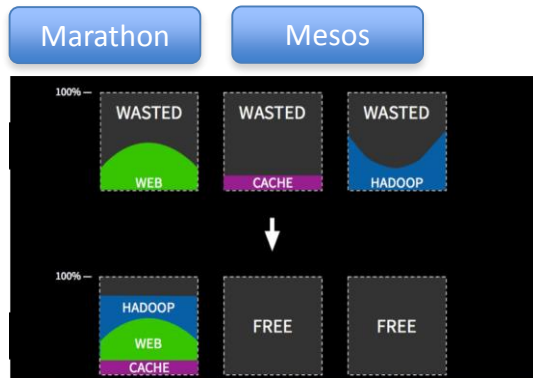 Marathon Mesos
100%
WASTED WASTED WASTED
WEB CACHE HADOOP
100%
HADOOP
FREE FREE
WEB
CACHE